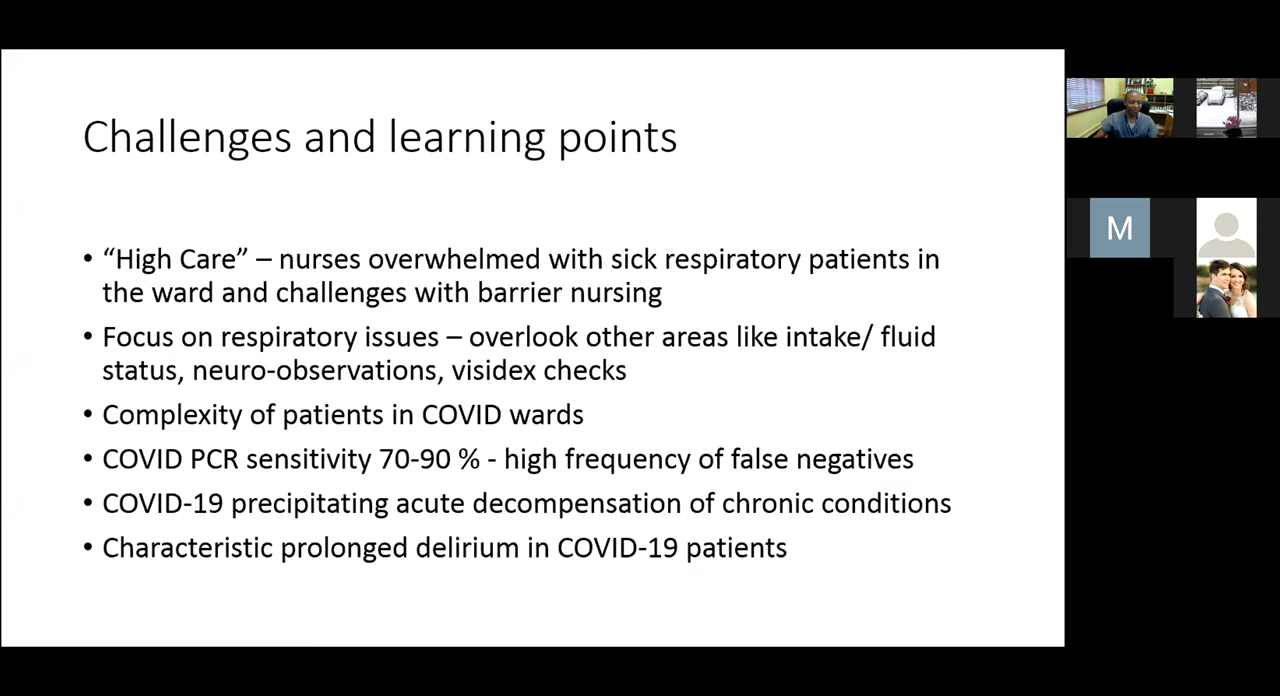 Challenges and learning points
• “High Care” – nurses overwhelmed with sick respiratory patients in
the ward and challenges with barrier nursing
• Focus on respiratory issues – overlook other areas like intake/ fluid
status, neuro-observations, visidex checks
• Complexity of patients in COVID wards
• COVID PCR sensitivity 70-90 % - high frequency of false negatives
• COVID-19 precipitating acute decompensation of chronic conditions
• Characteristic prolonged delirium in COVID-19 patients
M